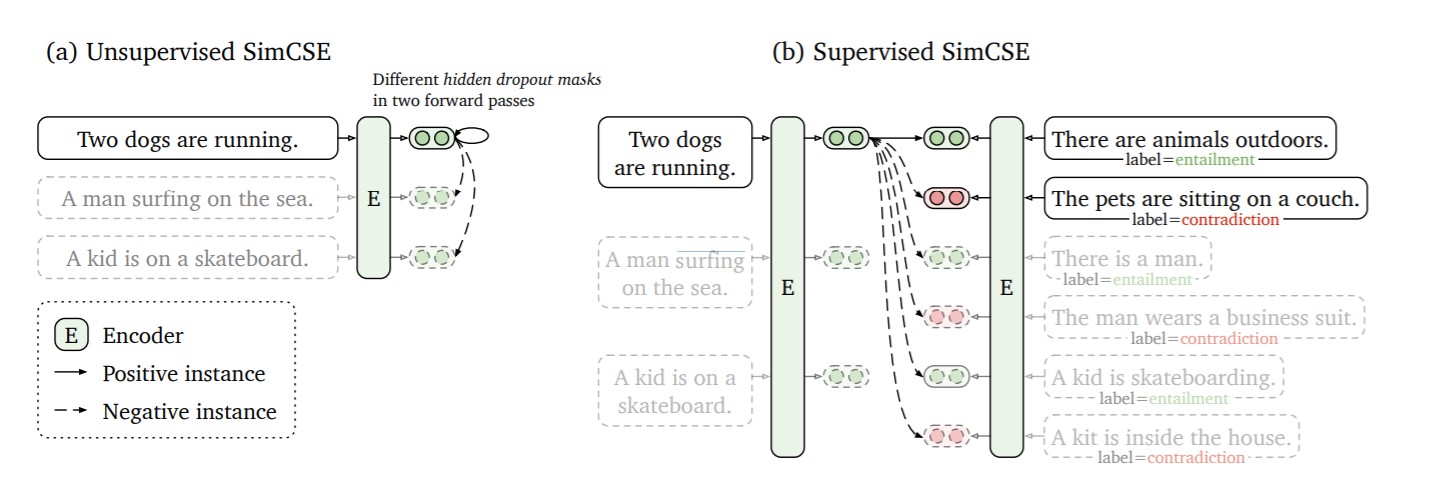 (a) Unsupervised SimCSE
Different hidden dropout masks
in two forward passes
Two dogs are running.
A man surfing on the sea.
A kid is on a skateboard.
E
E Encoder
Positive instance
Negative instance
(b) Supervised SimCSE
Two dogs
are running.
A man surfing
on the sea.
A kid is on a
skateboard.
E
E
There are animals outdoors.
label=entailment
The pets are sitting on a couch.
label=contradiction
There is a man.
label=entailment
The man wears a business suit.
label=contradiction
A kid is skateboarding.
label=entailment
A kit is inside the house.
label=contradiction